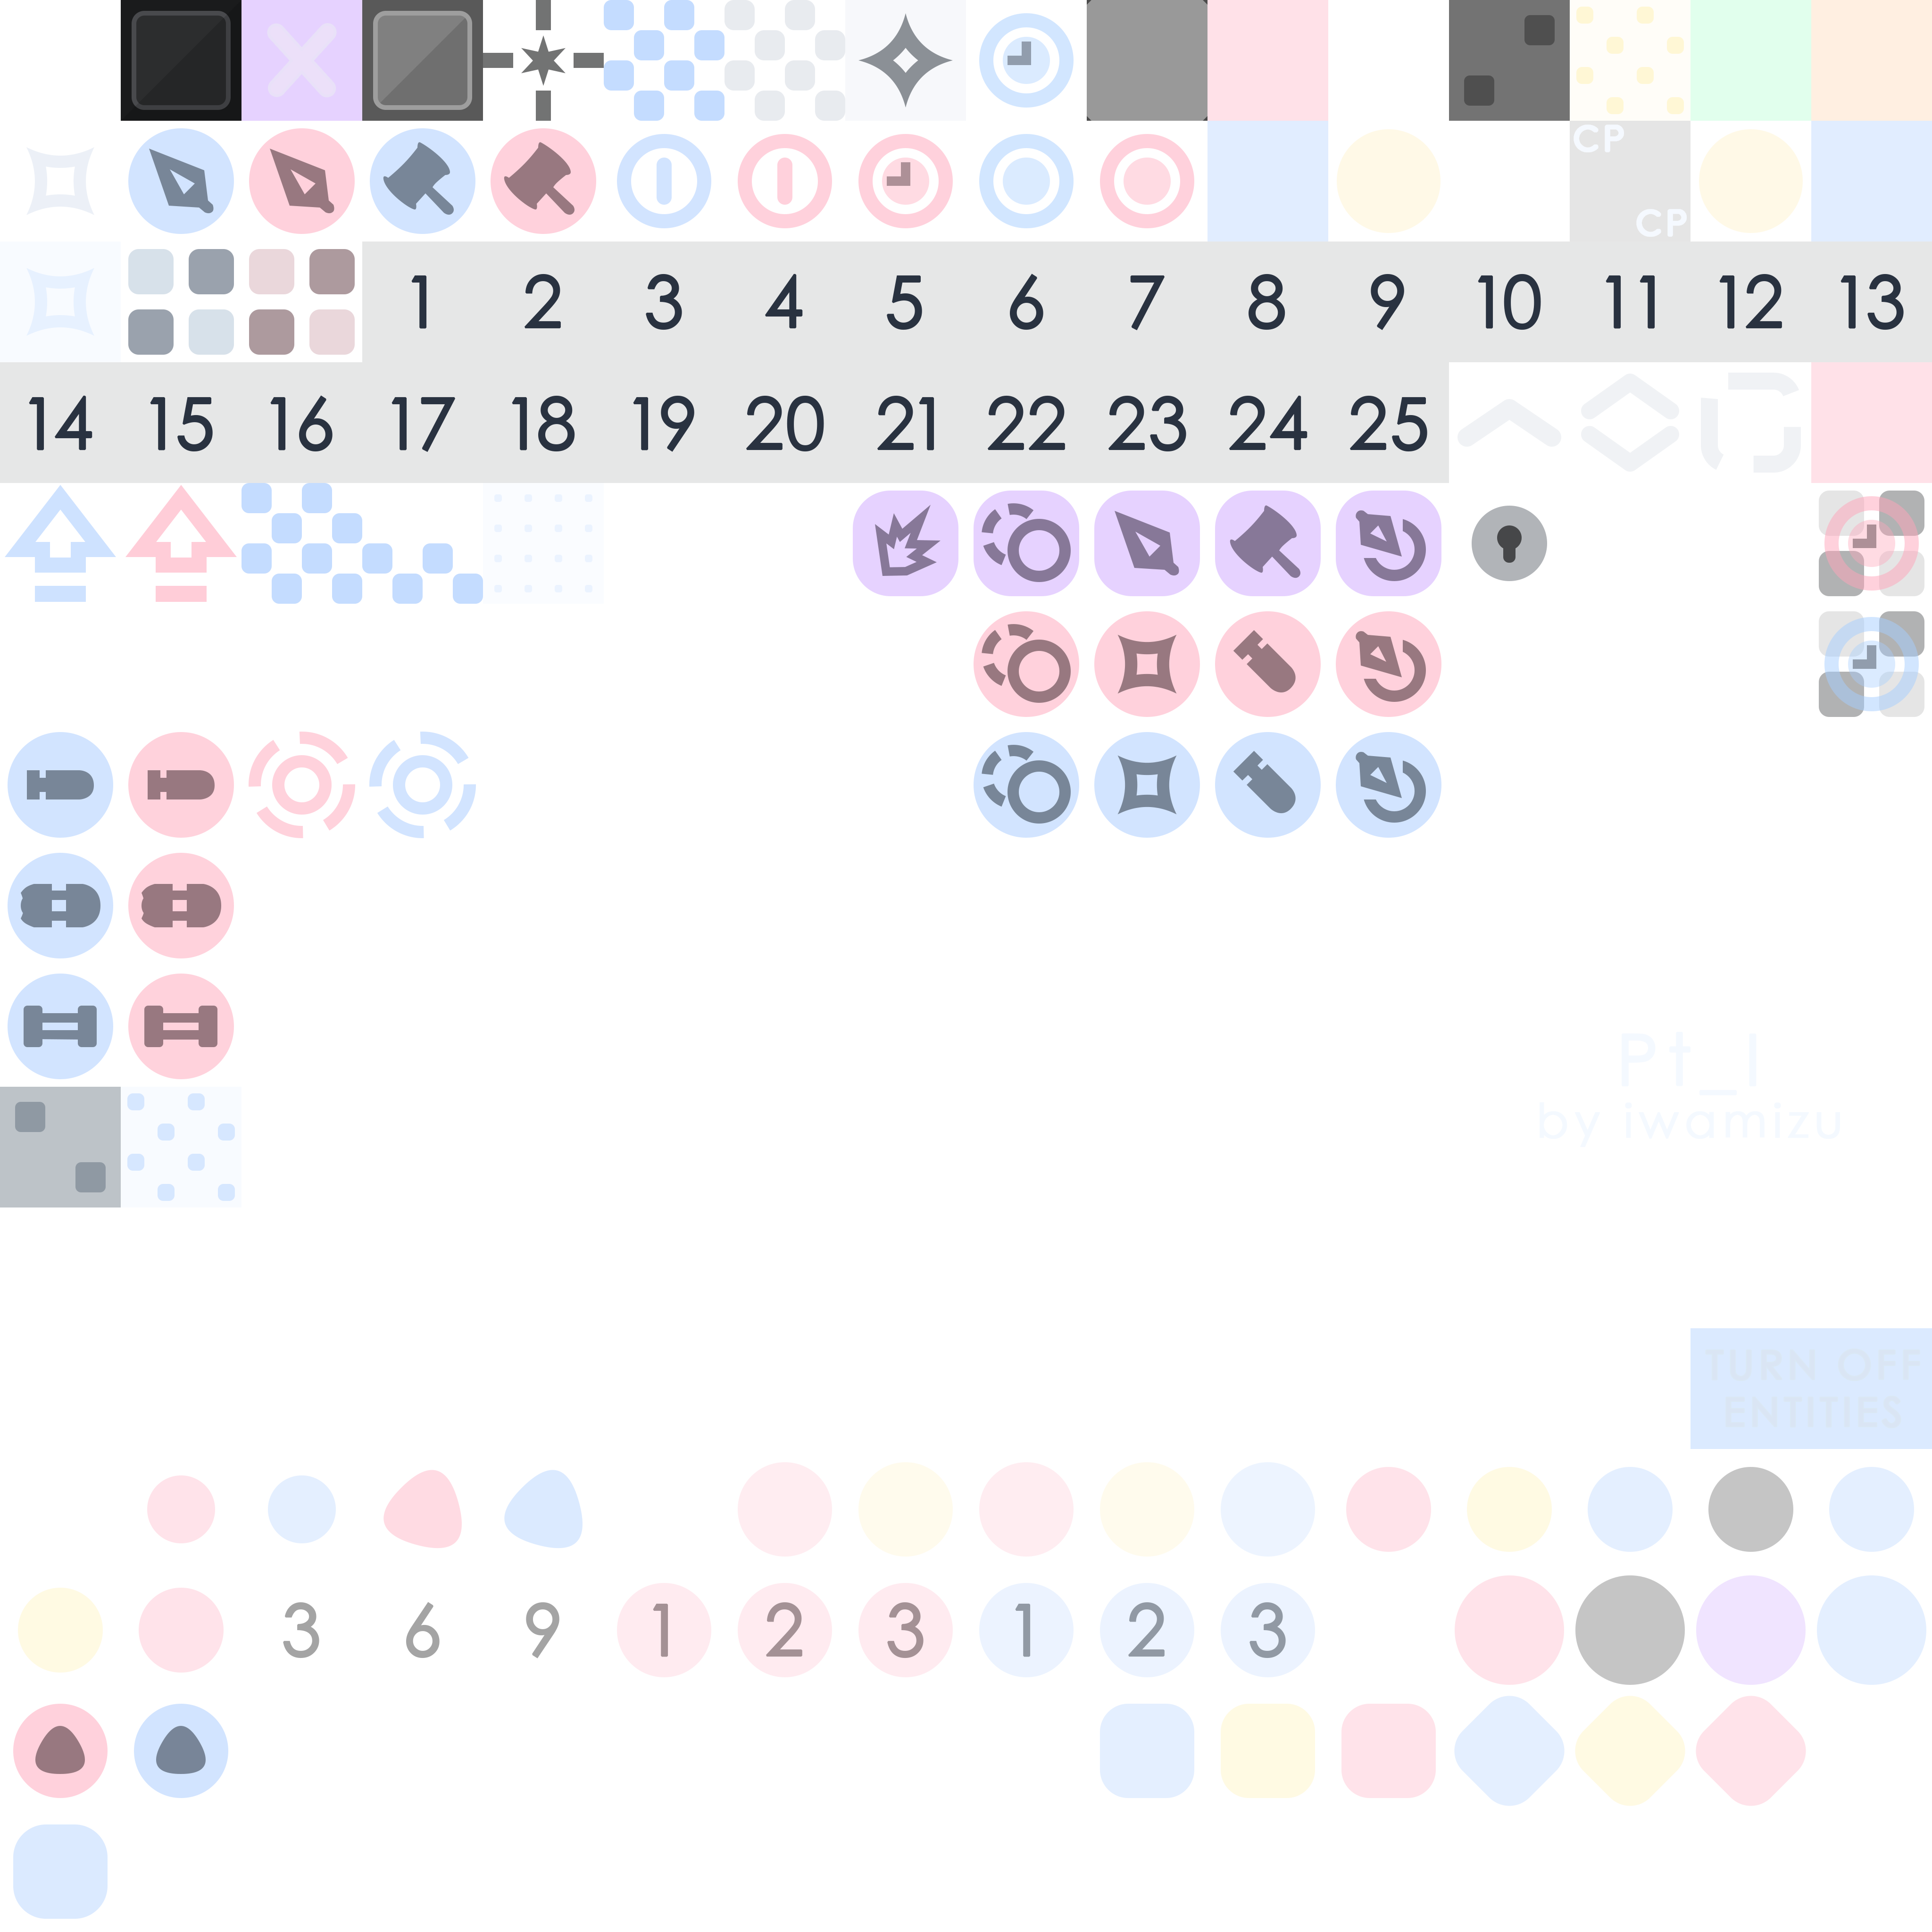 CP
CP
1 2 3 4 5 6 7 8 9 10 11 12 13
14 15 16 17 18 19 20 21 22 23 24 25
Pt_I
by iwamizu
TURN OFF
ENTITIES
3 6 9 1 2 3 1 2 3